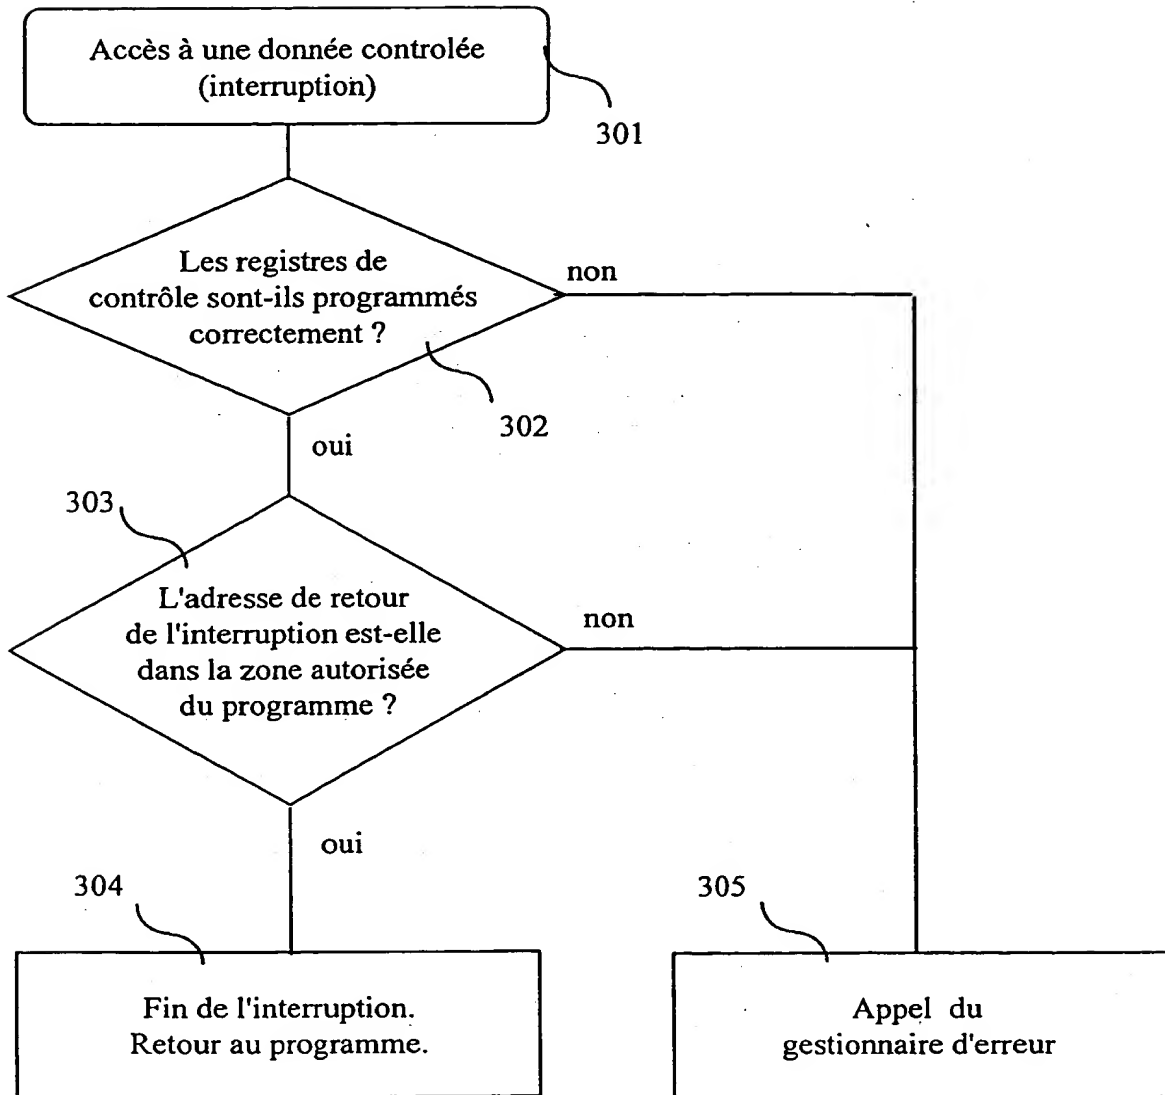 Accès à une donnée controlée
(interruption)
301
Les registres de
contrôle sont-ils programmés
correctement ?
non
302
oui
303
L'adresse de retour
de l'interruption est-elle
dans la zone autorisée
du programme ?
non
oui
304
305
Fin de l'interruption.
Retour au programme.
Appel du
gestionnaire d'erreur